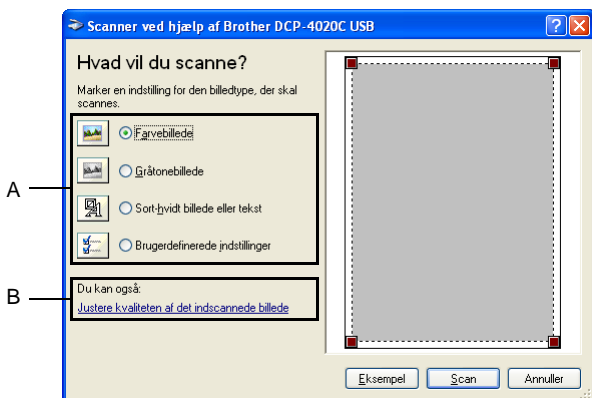 Scanner ved hjælp af Brother DCP-4020C USB
Hvad vil du scanne?
Marker en indstilling for den billedtype, der skal
scannes.
A
Farvebillede
Gråtonebillede
Sort-hvidt billede eller tekst
Brugerdefinerede indstillinger
B
Du kan også:
Justere kvaliteten af det indscannede billede
Eksempel
Scan
Annuller